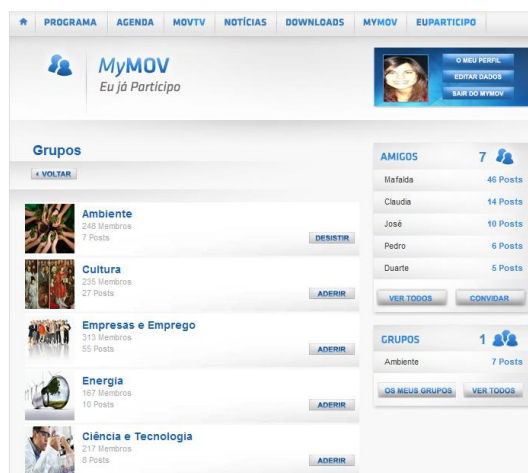 PROGRAMA AGENDA MOVTV NOTÍCIAS DOWNLOADS MYMOV EUPARTICIPO
MyMOV
Eu já Participo
O MEU PERFIL
EDITAR DADOS
SAIR DO MYMOV
Grupos
‹ VOLTAR
Ambiente
248 Membros
7 Posts
DESISTIR
Cultura
235 Membros
27 Posts
ADERIR
Empresas e Emprego
313 Membros
55 Posts
ADERIR
Energia
167 Membros
10 Posts
ADERIR
Ciência e Tecnologia
217 Membros
8 Posts
ADERIR
AMIGOS 7
Mafalda 46 Posts
Claudia 14 Posts
José 10 Posts
Pedro 6 Posts
Duarte 5 Posts
VER TODOS CONVIDAR
GRUPOS 1
Ambiente 7 Posts
OS MEUS GRUPOS VER TODOS